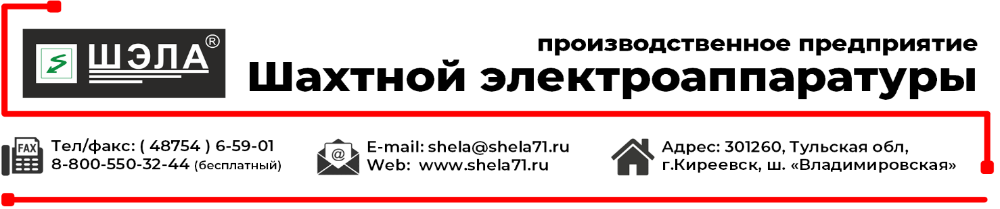 ШЭЛА®
производственное предприятие
Шахтной электроаппаратуры
FAX
Тел/факс: ( 48754 ) 6-59-01
8-800-550-32-44 (бесплатный)
@
E-mail: shela@shela71.ru
Web: www.shela71.ru
Адрес: 301260, Тульская обл,
г.Киреевск, ш. «Владимировская»